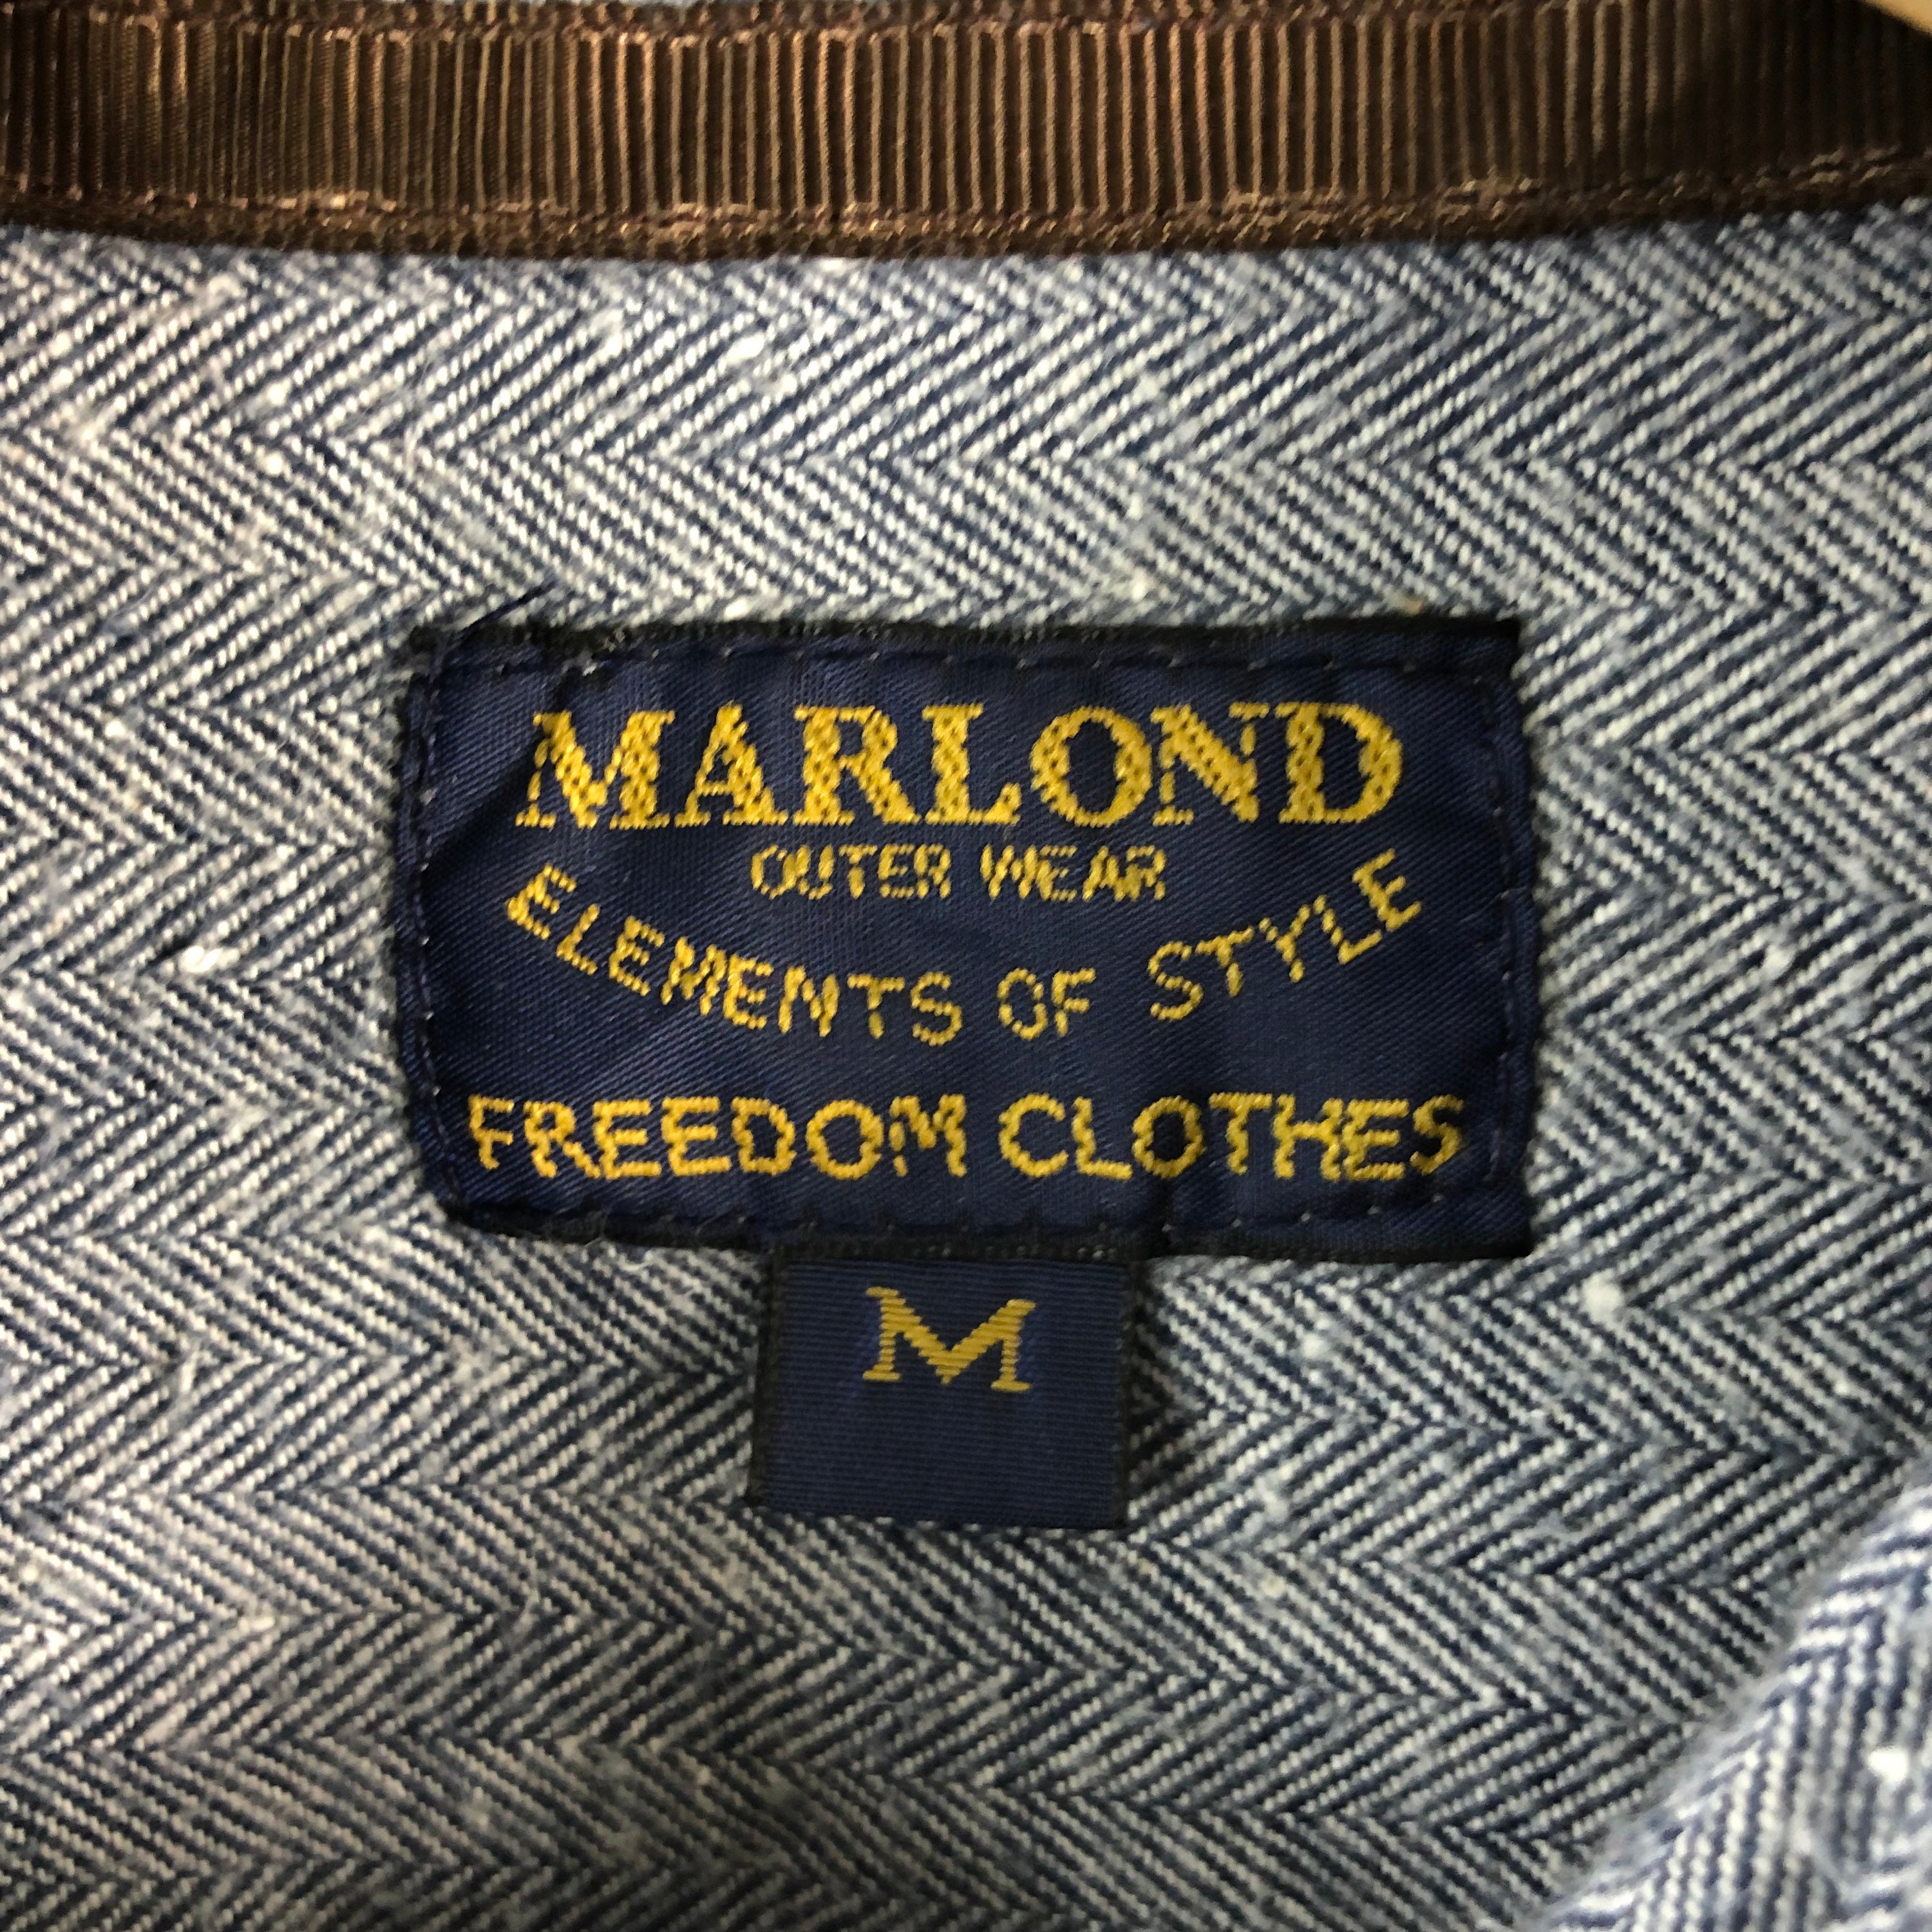 MARLOND
OUTER WEAR
ELEMENTS OF STYLE
FREEDOM CLOTHES
M